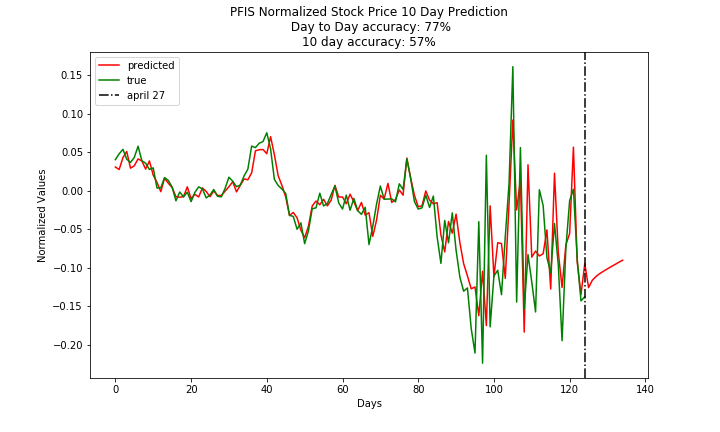 PFIS Normalized Stock Price 10 Day Prediction
Day to Day accuracy: 77%
10 day accuracy: 57%
predicted
true
april 27
Normalized Values
0.15
0.10
0.05
0.00
−0.05
−0.10
−0.15
−0.20
0 20 40 60 80 100 120 140
Days